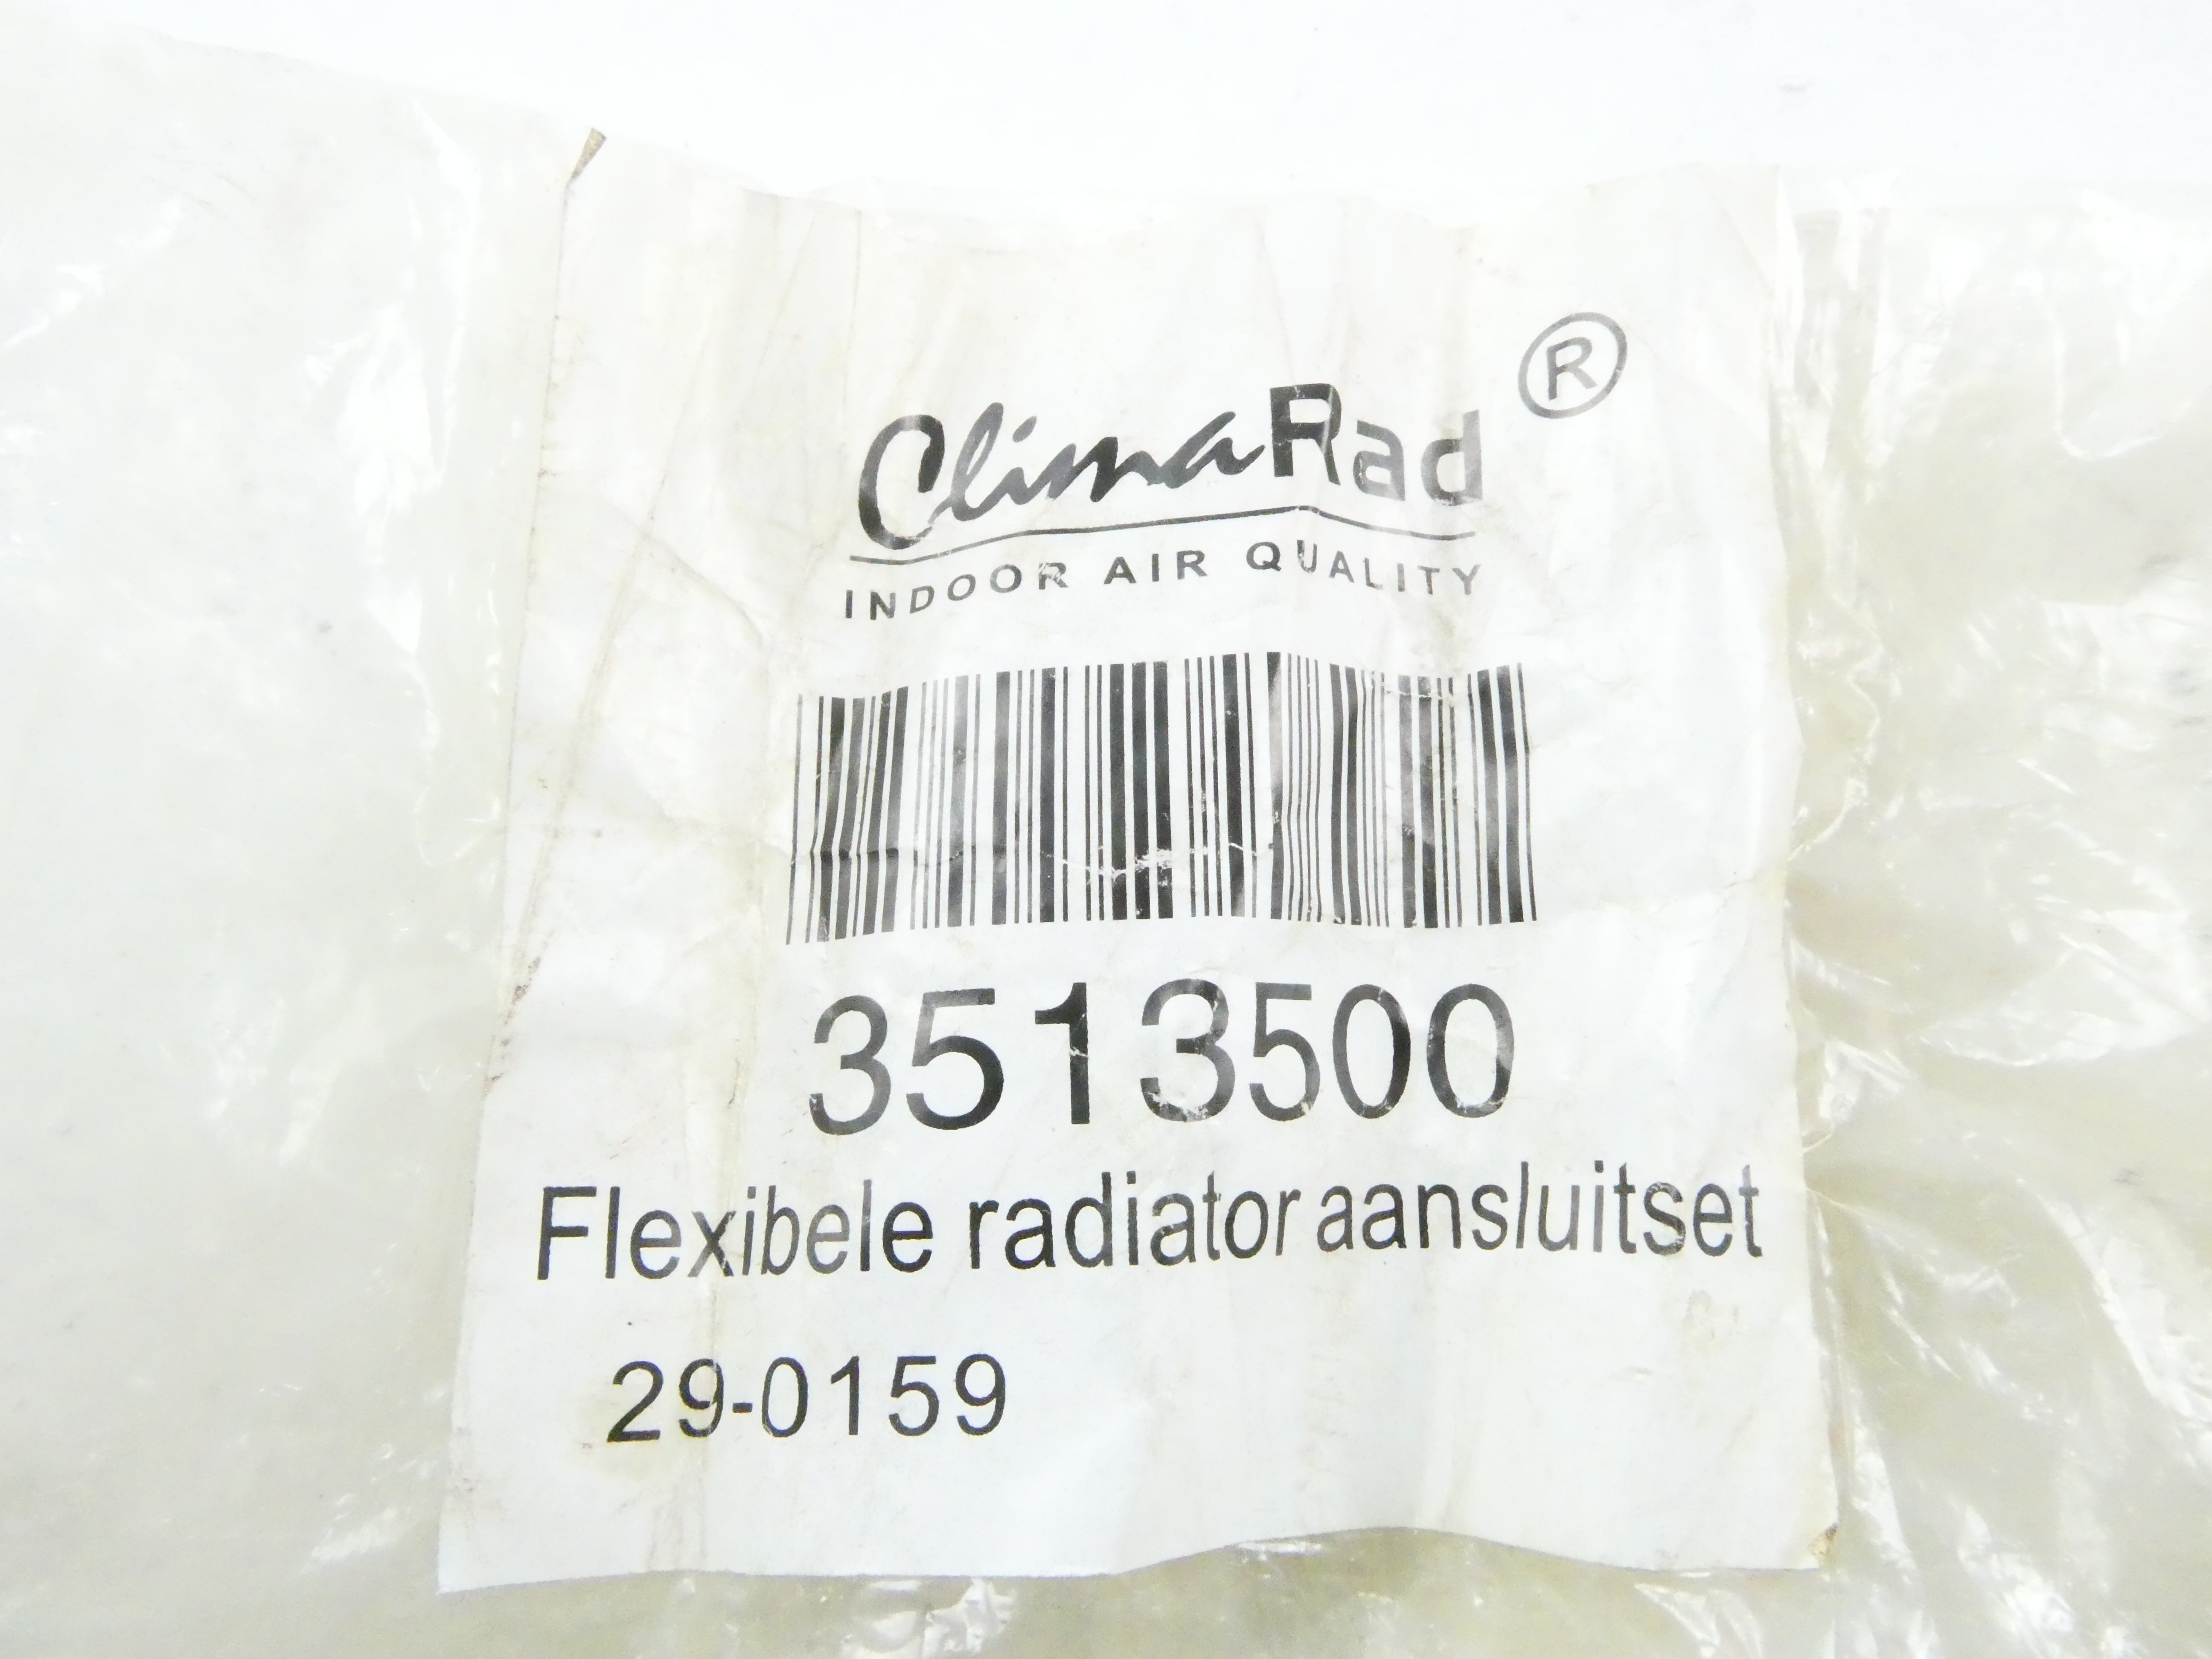 ClimaRad®
INDOOR AIR QUALITY
3513500
Flexibele radiator aansluitset
29-0159